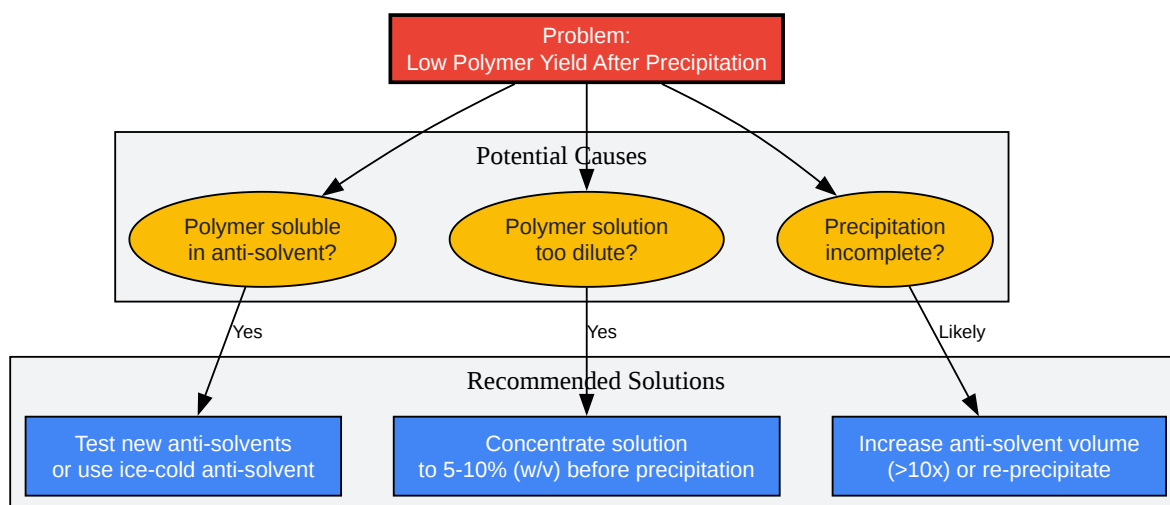 Problem:
Low Polymer Yield After Precipitation
Potential Causes
Polymer soluble
in anti-solvent?
Polymer solution
too dilute?
Precipitation
incomplete?
Yes
Yes
Likely
Recommended Solutions
Test new anti-solvents
or use ice-cold anti-solvent
Concentrate solution
to 5-10% (w/v) before precipitation
Increase anti-solvent volume
(>10x) or re-precipitate